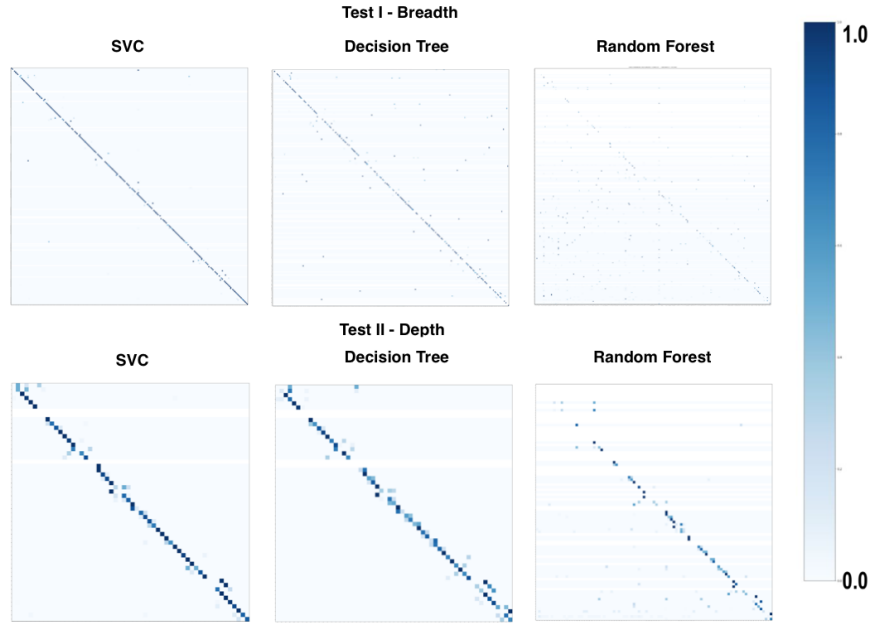 Test I - Breadth
SVC
Decision Tree
Random Forest
1.0
Test II - Depth
SVC
Decision Tree
Random Forest
0.0